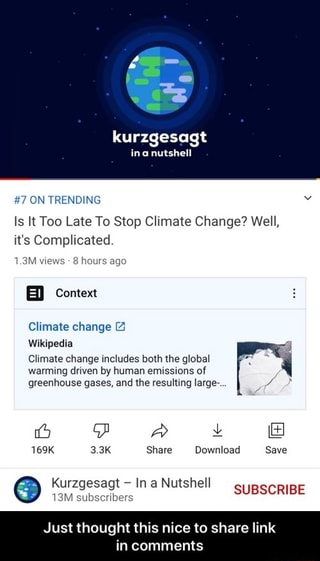 kurzgesagt
in a nutshell
#7 ON TRENDING
Is It Too Late To Stop Climate Change? Well,
it's Complicated.
1.3M views · 8 hours ago
Context
Climate change
Wikipedia
Climate change includes both the global
warming driven by human emissions of
greenhouse gases, and the resulting large-...
169K 3.3K Share Download Save
Kurzgesagt – In a Nutshell
13M subscribers
SUBSCRIBE
Just thought this nice to share link
in comments